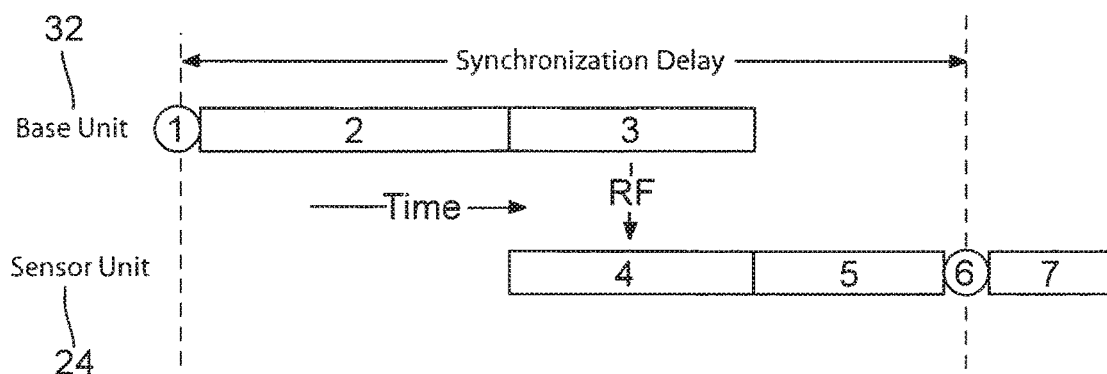 32
Synchronization Delay
Base Unit
1
2
3
Time
RF
Sensor Unit
4
5
6
7
24